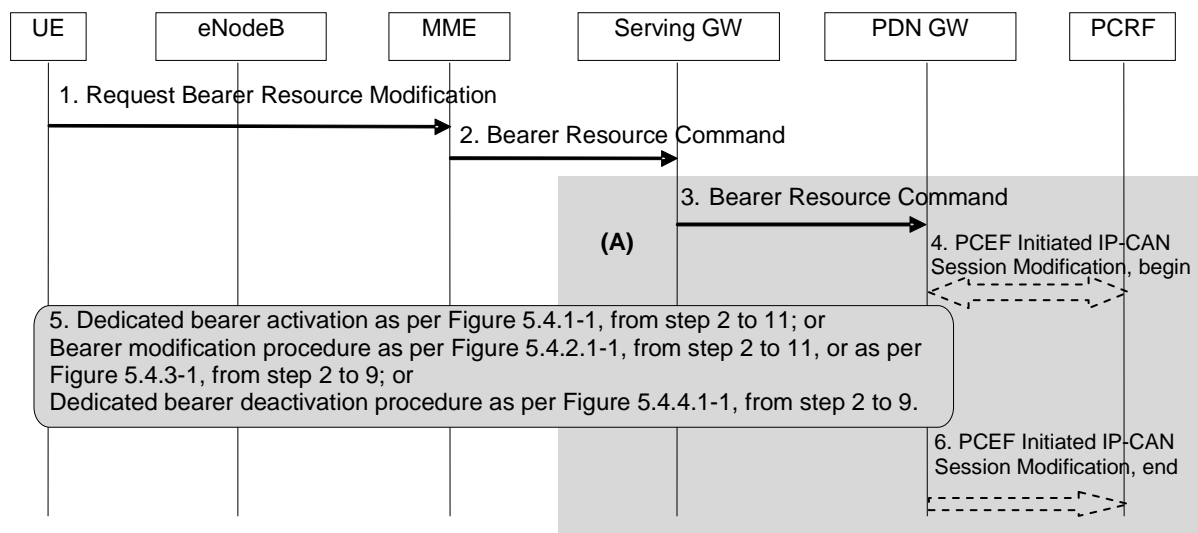 UE
eNodeB
MME
Serving GW
PDN GW
PCRF
1. Request Bearer Resource Modification
2. Bearer Resource Command
3. Bearer Resource Command
(A)
4. PCEF Initiated IP-CAN
Session Modification, begin
5. Dedicated bearer activation as per Figure 5.4.1-1, from step 2 to 11; or
Bearer modification procedure as per Figure 5.4.2.1-1, from step 2 to 11, or as per
Figure 5.4.3-1, from step 2 to 9; or
Dedicated bearer deactivation procedure as per Figure 5.4.4.1-1, from step 2 to 9.
6. PCEF Initiated IP-CAN
Session Modification, end